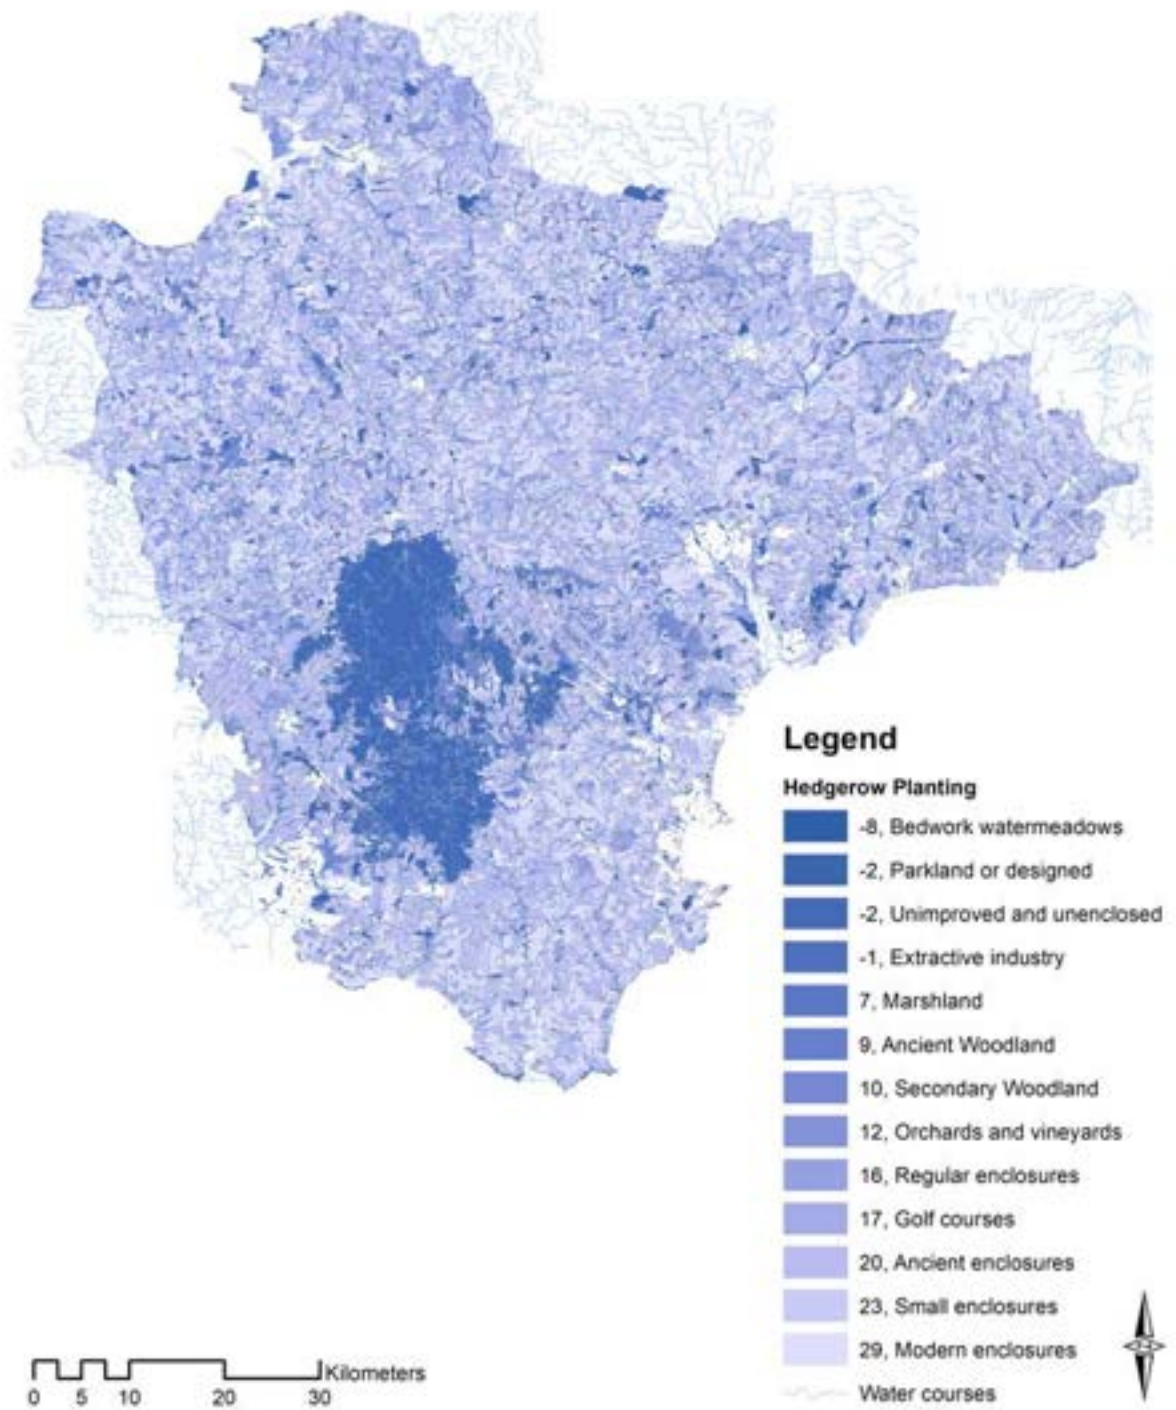 Legend
Hedgerow Planting
-8, Bedwork watermeadows
-2, Parkland or designed
-2, Unimproved and unenclosed
-1, Extractive industry
7, Marshland
9, Ancient Woodland
10, Secondary Woodland
12, Orchards and vineyards
16, Regular enclosures
17, Golf courses
20, Ancient enclosures
23, Small enclosures
29, Modern enclosures
Water courses
Kilometers
0 5 10 20 30